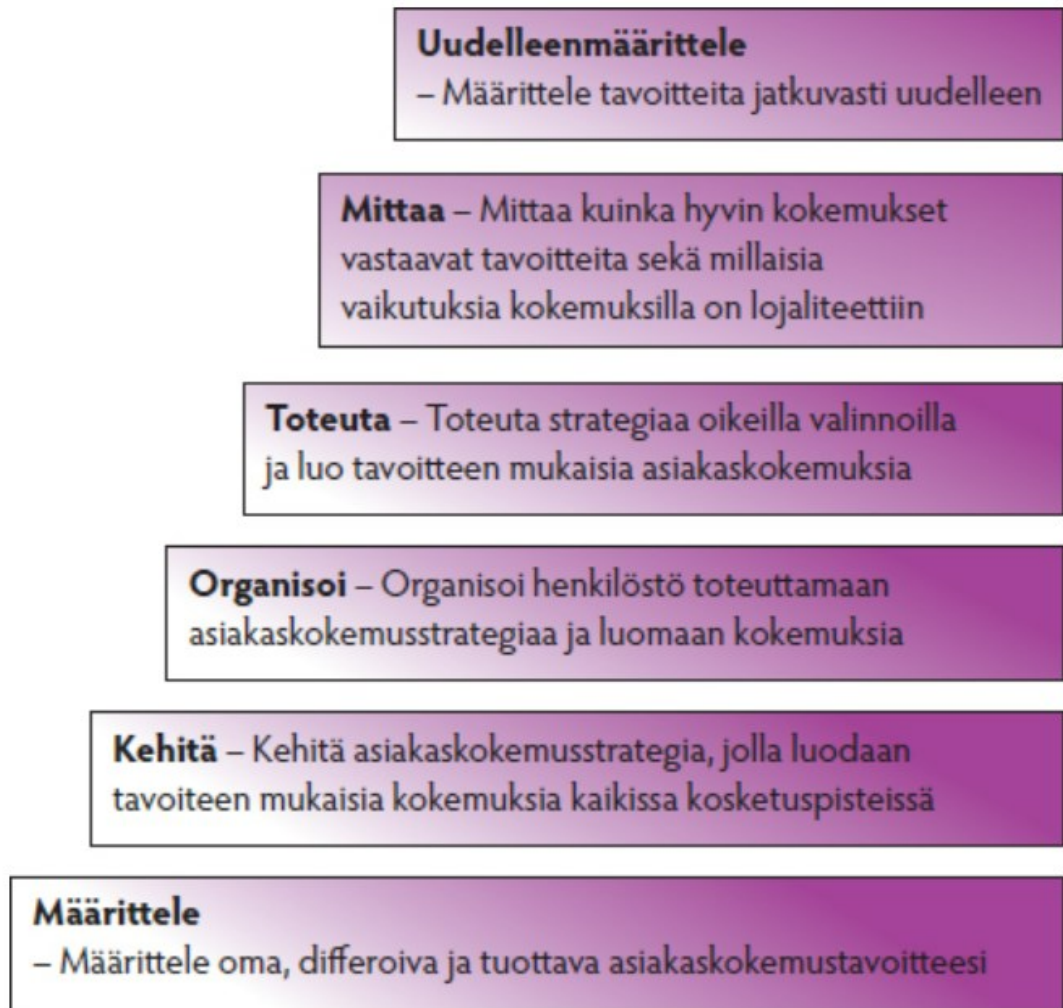 Uudelleenmäärittele
– Määrittele tavoitteita jatkuvasti uudelleen
Mittaa – Mittaa kuinka hyvin kokemukset
vastaavat tavoitteita sekä millaisia
vaikutuksia kokemuksilla on lojaliteettiin
Toteuta – Toteuta strategiaa oikeilla valinnoilla
ja luo tavoitteen mukaisia asiakaskokemuksia
Organisoi – Organisoi henkilöstö toteuttamaan
asiakaskokemusstrategiaa ja luomaan kokemuksia
Kehitä – Kehitä asiakaskokemusstrategia, jolla luodaan
tavoiteen mukaisia kokemuksia kaikissa kosketuspisteissä
Määrittele
– Määrittele oma, differoiva ja tuottava asiakaskokemustavoitteesi